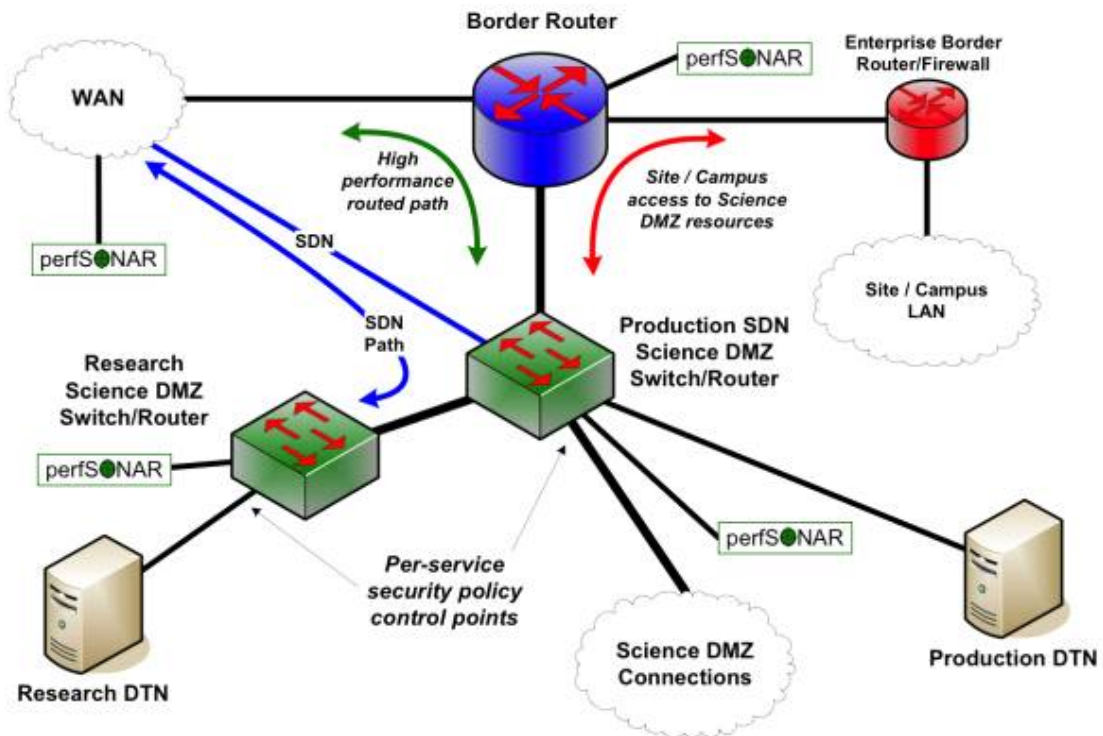 Border Router
perfSONAR
Enterprise Border
Router/Firewall
WAN
High
performance
routed path
Site / Campus
access to Science
DMZ resources
perfSONAR
SDN
Site / Campus
LAN
SDN
Path
Production SDN
Science DMZ
Switch/Router
Research
Science DMZ
Switch/Router
perfSONAR
perfSONAR
Per-service
security policy
control points
Science DMZ
Connections
Production DTN
Research DTN